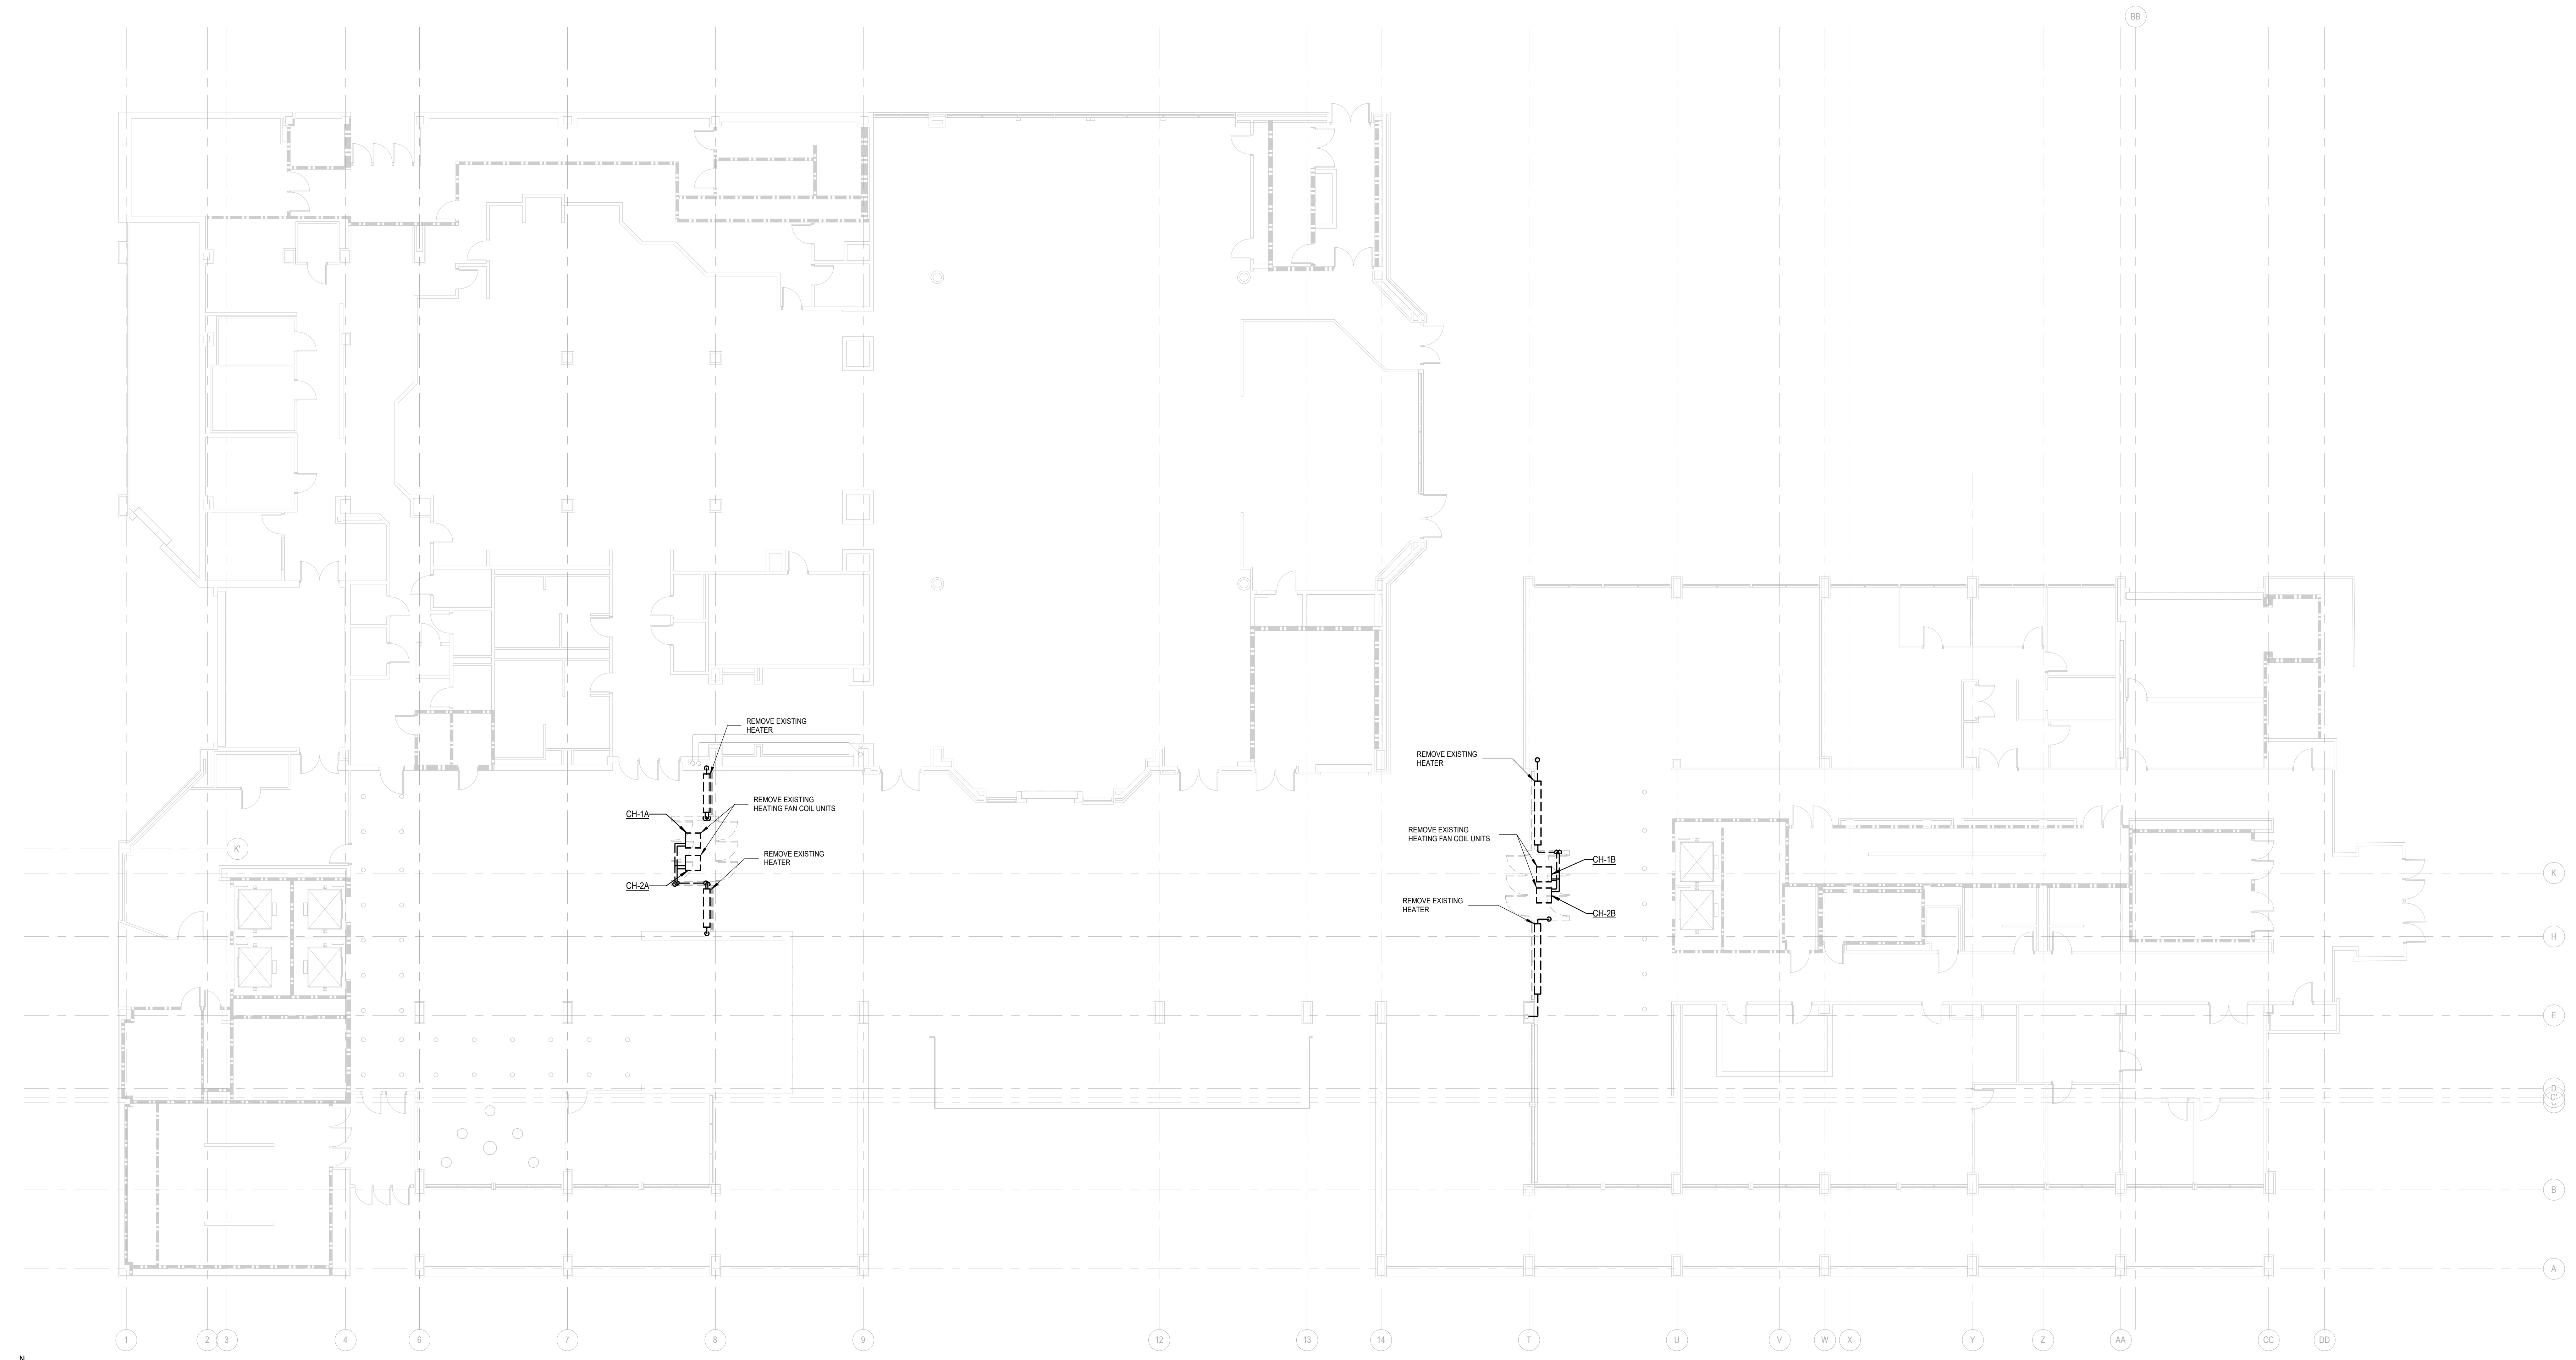 BB
REMOVE EXISTING
HEATER
REMOVE EXISTING
HEATING FAN COIL UNITS
CH-1A
REMOVE EXISTING
HEATER
CH-2A
REMOVE EXISTING
HEATER
REMOVE EXISTING
HEATING FAN COIL UNITS
CH-1B
REMOVE EXISTING
HEATER
CH-2B
K'
K
H
E
D
B
A
1
2
3
4
6
7
8
9
12
13
14
T
U
V
W
X
Y
Z
AA
CC
DD
N